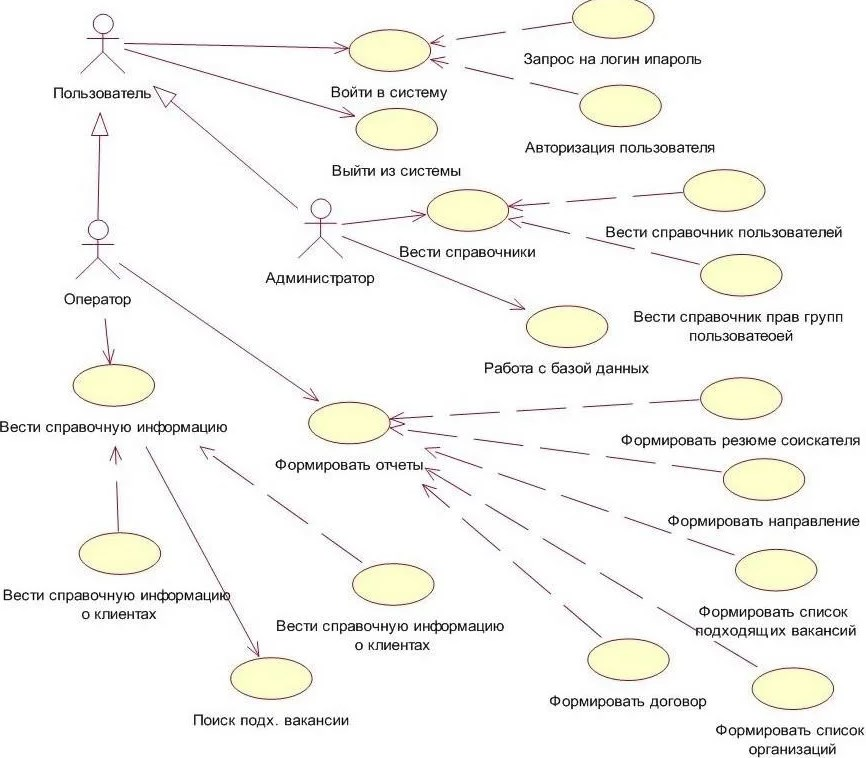 Запрос на логин ипароль
Пользователь
Войти в систему
Авторизация пользователя
Выйти из системы
Вести справочник пользователей
Вести справочники
Администратор
Оператор
Вести справочник прав групп
пользоватеоей
Работа с базой данных
Вести справочную информацию
Формировать резюме соискателя
Формировать отчеты
Формировать направление
Вести справочную информацию
о клиентах
Вести справочную информацию
о клиентах
Формировать список
подходящих вакансий
Формировать договор
Поиск подх. вакансии
Формировать список
организаций